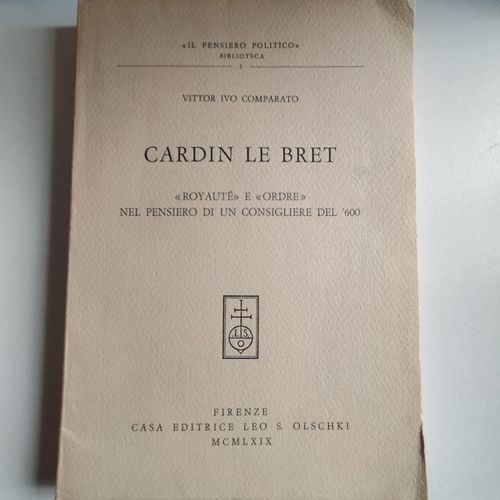 «IL PENSIERO POLITICO»
BIBLIOTECA
2
VITTOR IVO COMPARATO
CARDIN LE BRET
«ROYAUTÉ» E «ORDRE»
NEL PENSIERO DI UN CONSIGLIERE DEL '600
L S
O
FIRENZE
CASA EDITRICE LEO S. OLSCHKI
MCMLXIX